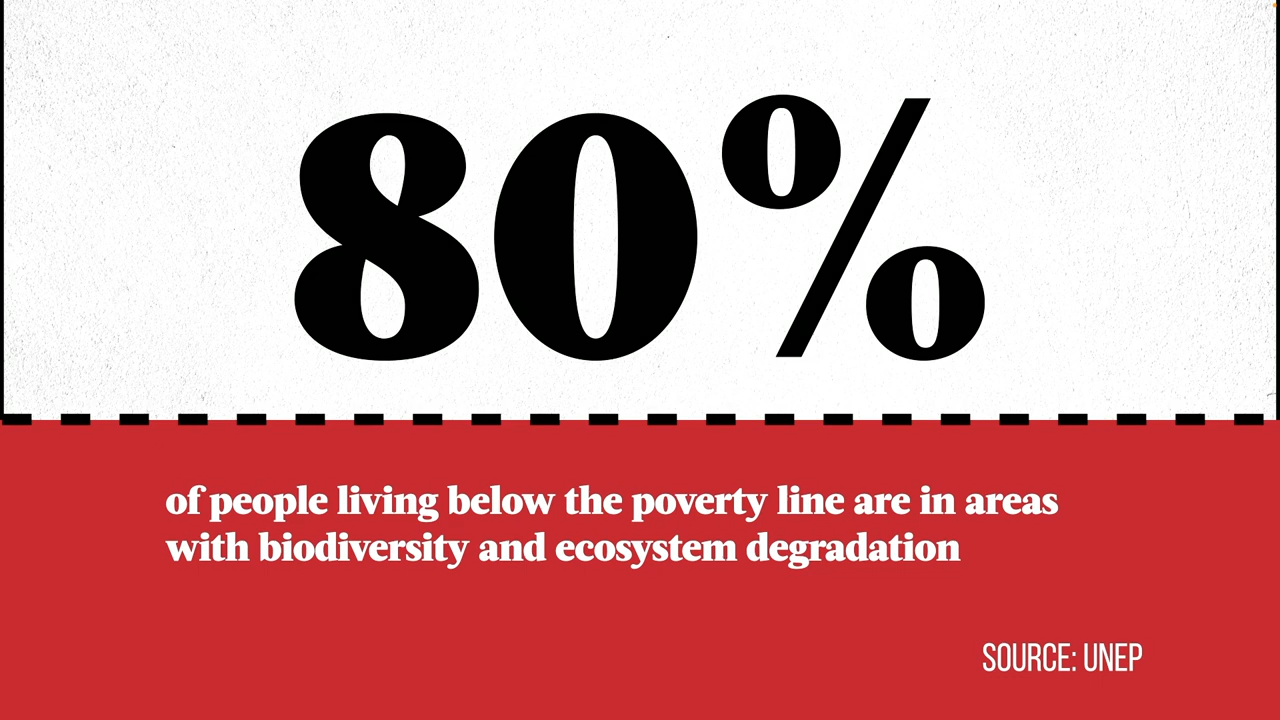 80%
of people living below the poverty line are in areas
with biodiversity and ecosystem degradation
SOURCE: UNEP